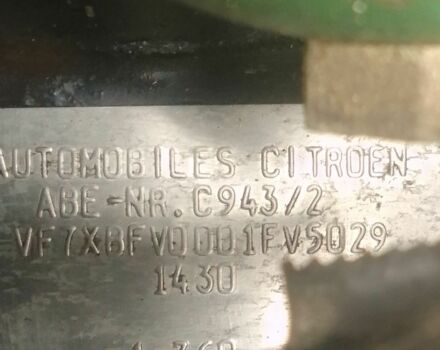 AUTOMOBILES CITROEN
ABE-NR. C943/2
VF7XBFV0001FV5029
1430